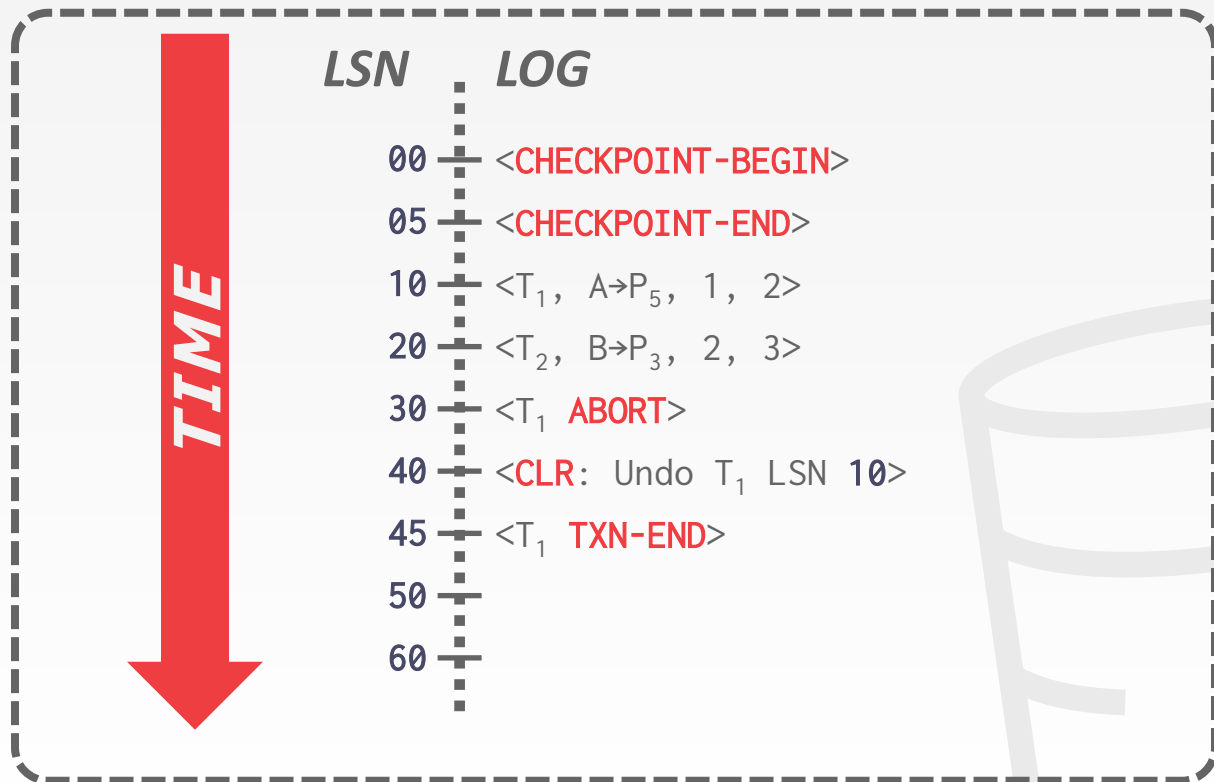 LSN LOG
00 <CHECKPOINT-BEGIN>
05 <CHECKPOINT-END>
10 <T₁, A→P₅, 1, 2>
20 <T₂, B→P₃, 2, 3>
30 <T₁ ABORT>
40 <CLR: Undo T₁ LSN 10>
45 <T₁ TXN-END>
50
60
TIME